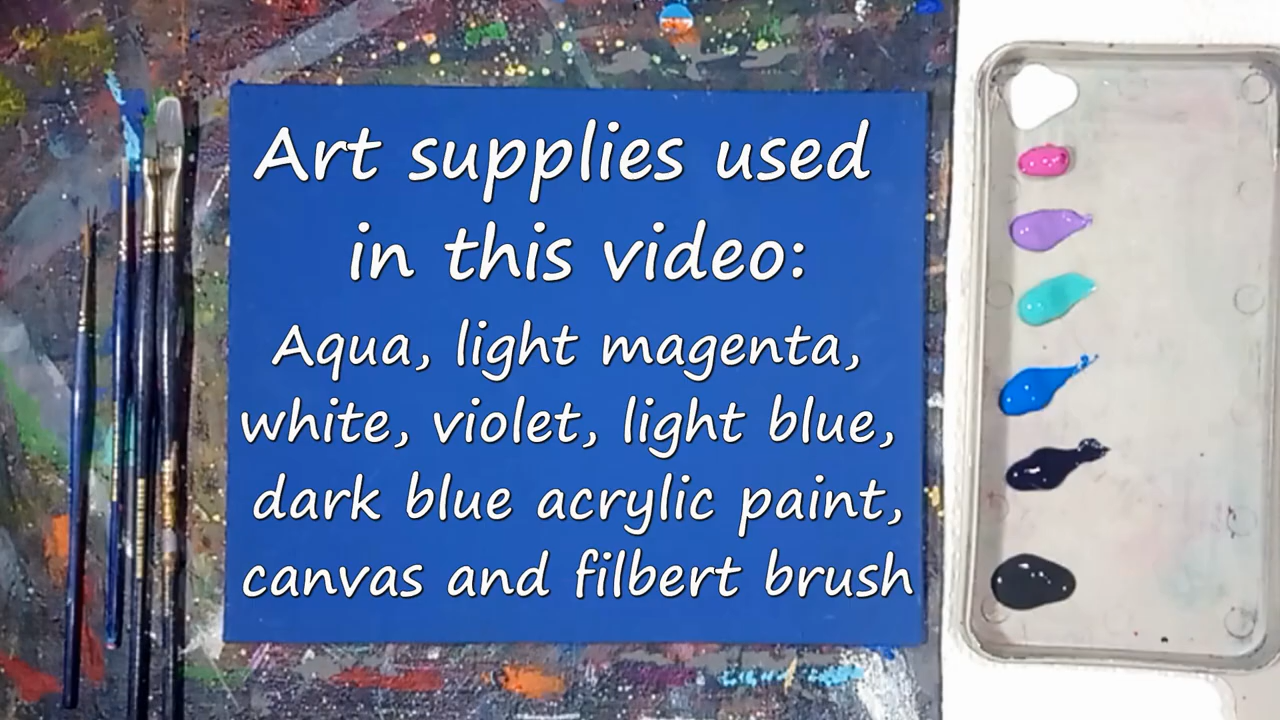 Art supplies used
in this video:
Aqua, light magenta,
white, violet, light blue,
dark blue acrylic paint,
canvas and filbert brush